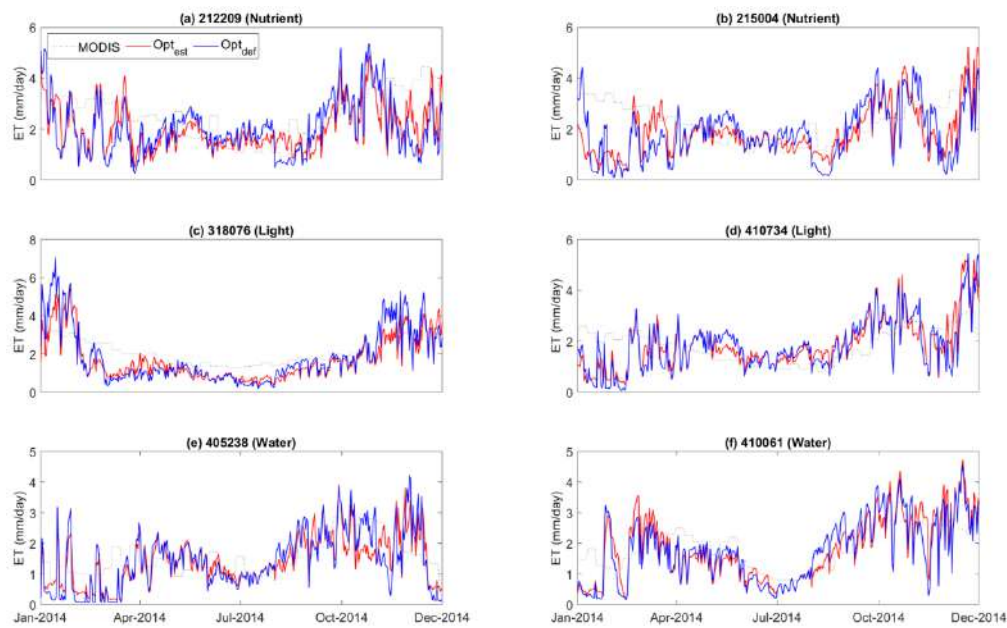 (a) 212209 (Nutrient)
MODIS Opt_est Opt_def
ET (mm/day)
6
4
2
0
(b) 215004 (Nutrient)
ET (mm/day)
6
4
2
0
(c) 318076 (Light)
ET (mm/day)
8
6
4
2
0
(d) 410734 (Light)
ET (mm/day)
6
4
2
0
(e) 405238 (Water)
ET (mm/day)
5
4
3
2
1
0
Jan-2014 Apr-2014 Jul-2014 Oct-2014 Dec-2014
(f) 410061 (Water)
ET (mm/day)
5
4
3
2
1
0
Jan-2014 Apr-2014 Jul-2014 Oct-2014 Dec-2014